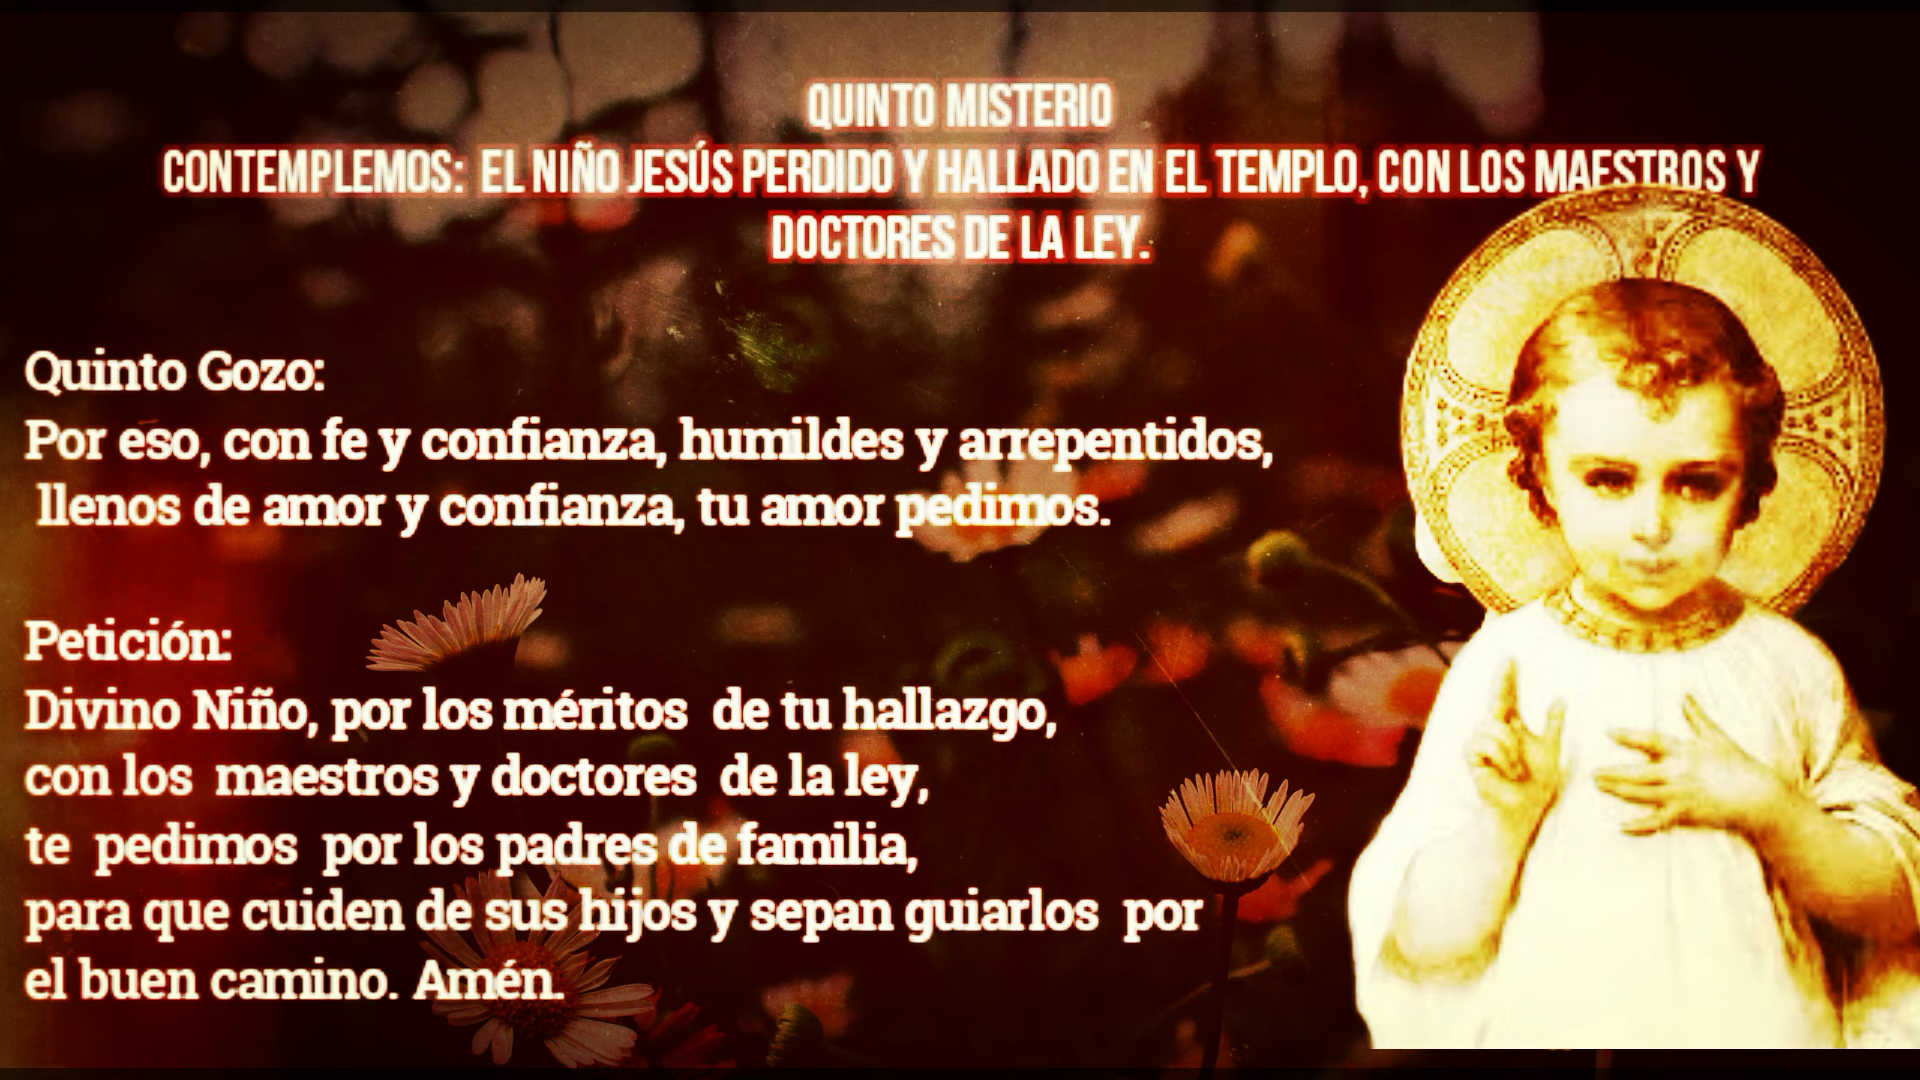 QUINTO MISTERIO
CONTEMPLEMOS: EL NIÑO JESÚS PERDIDO Y HALLADO EN EL TEMPLO, CON LOS MAESTROS Y
DOCTORES DE LA LEY.
Quinto Gozo:
Por eso, con fe y confianza, humildes y arrepentidos,
llenos de amor y confianza, tu amor pedimos.
Petición:
Divino Niño, por los méritos de tu hallazgo,
con los maestros y doctores de la ley,
te pedimos por los padres de familia,
para que cuiden de sus hijos y sepan guiarlos por
el buen camino. Amén.